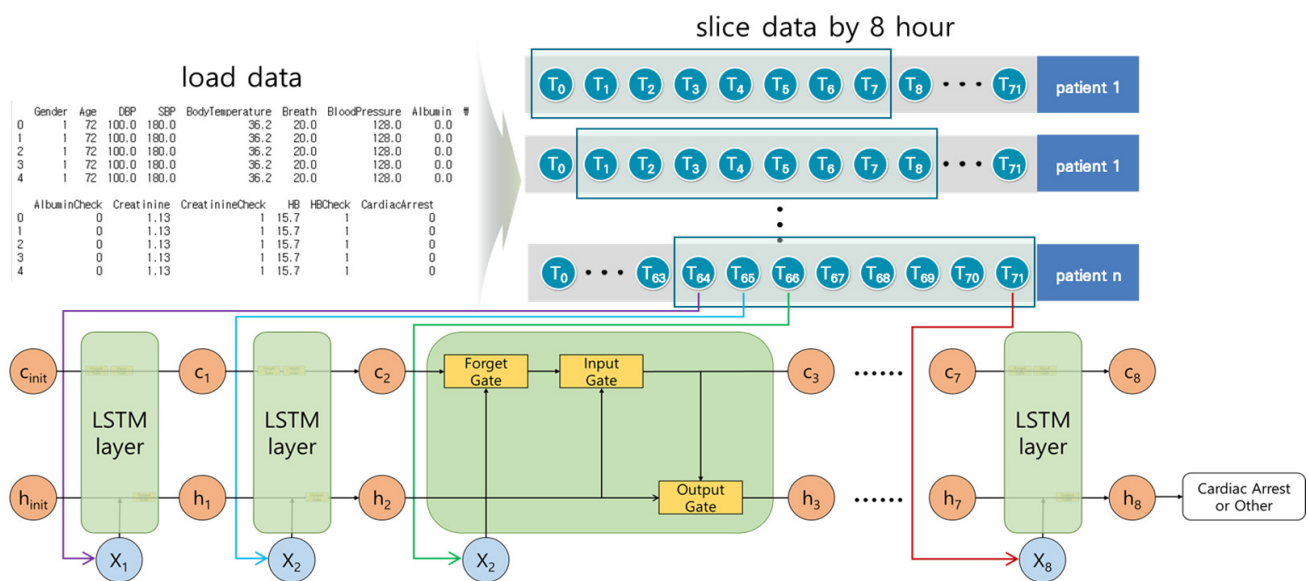 slice data by 8 hour
load data
T0 T1 T2 T3 T4 T5 T6 T7 T8 ··· T71 patient 1
Gender Age DBP SBP BodyTemperature Breath BloodPressure Albumin ₩
0 1 72 100.0 180.0 36.2 20.0 128.0 0.0
1 1 72 100.0 180.0 36.2 20.0 128.0 0.0
2 1 72 100.0 180.0 36.2 20.0 128.0 0.0
3 1 72 100.0 180.0 36.2 20.0 128.0 0.0
4 1 72 100.0 180.0 36.2 20.0 128.0 0.0
T0 T1 T2 T3 T4 T5 T6 T7 T8 ··· T71 patient 1
AlbuminCheck Creatinine CreatinineCheck HB HBCheck CardiacArrest
0 0 1.13 1 15.7 1 0
1 0 1.13 1 15.7 1 0
2 0 1.13 1 15.7 1 0
3 0 1.13 1 15.7 1 0
4 0 1.13 1 15.7 1 0
T0 ··· T63 T64 T65 T66 T67 T68 T69 T70 T71 patient n
cinit c1 c2
Forget
Gate
Input
Gate
c3 ······ c7 c8
LSTM
layer
LSTM
layer
LSTM
layer
hinit h1 h2
Output
Gate
h3 ······ h7 h8
Cardiac Arrest
or Other
X1 X2 X2 X8